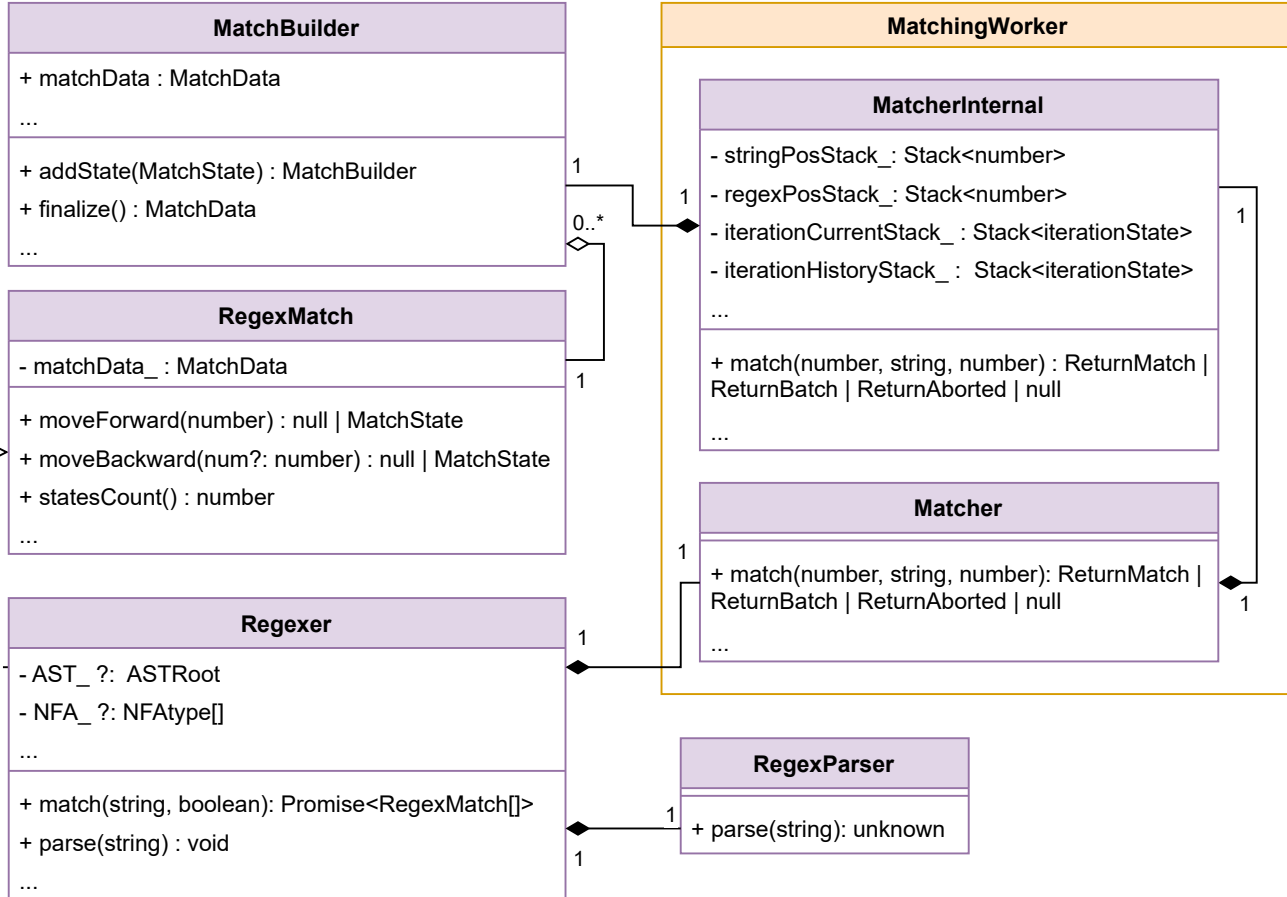 MatchBuilder
+ matchData : MatchData
...
+ addState(MatchState) : MatchBuilder
+ finalize() : MatchData
...
1
0..*
RegexMatch
- matchData_ : MatchData
+ moveForward(number) : null | MatchState
+ moveBackward(num?: number) : null | MatchState
+ statesCount() : number
...
1
MatchingWorker
MatcherInternal
- stringPosStack_: Stack<number>
- regexPosStack_: Stack<number>
- iterationCurrentStack_ : Stack<iterationState>
- iterationHistoryStack_ :  Stack<iterationState>
...
+ match(number, string, number) : ReturnMatch |
ReturnBatch | ReturnAborted | null
...
1
1
Matcher
+ match(number, string, number): ReturnMatch |
ReturnBatch | ReturnAborted | null
...
1
1
Regexer
- AST_ ?:  ASTRoot
- NFA_ ?: NFAtype[]
...
+ match(string, boolean): Promise<RegexMatch[]>
+ parse(string) : void
...
1
1
RegexParser
+ parse(string): unknown
1